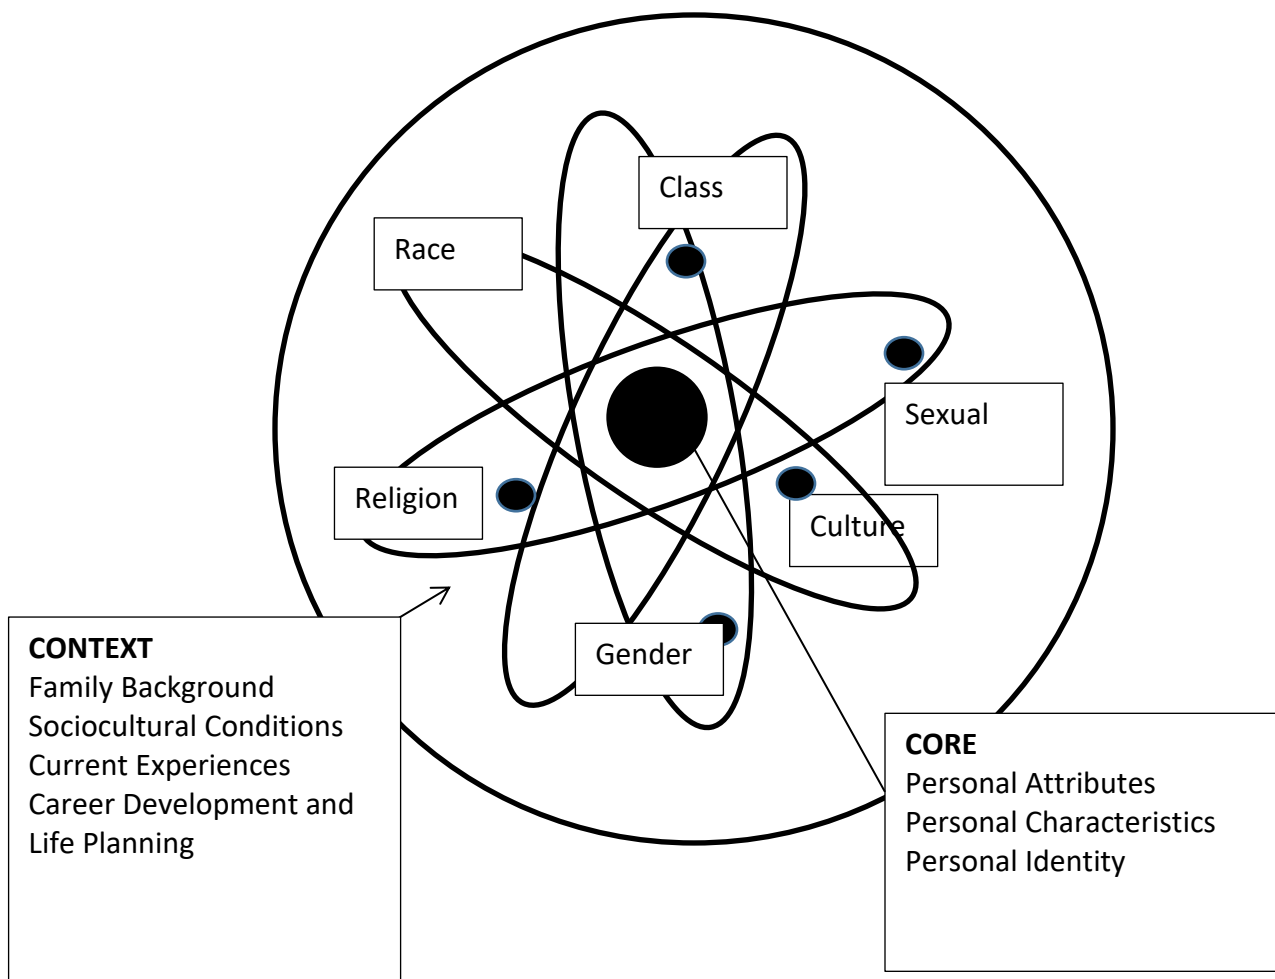 Class
Race
Sexual
Religion
Culture
Gender
CONTEXT
Family Background
Sociocultural Conditions
Current Experiences
Career Development and
Life Planning
CORE
Personal Attributes
Personal Characteristics
Personal Identity